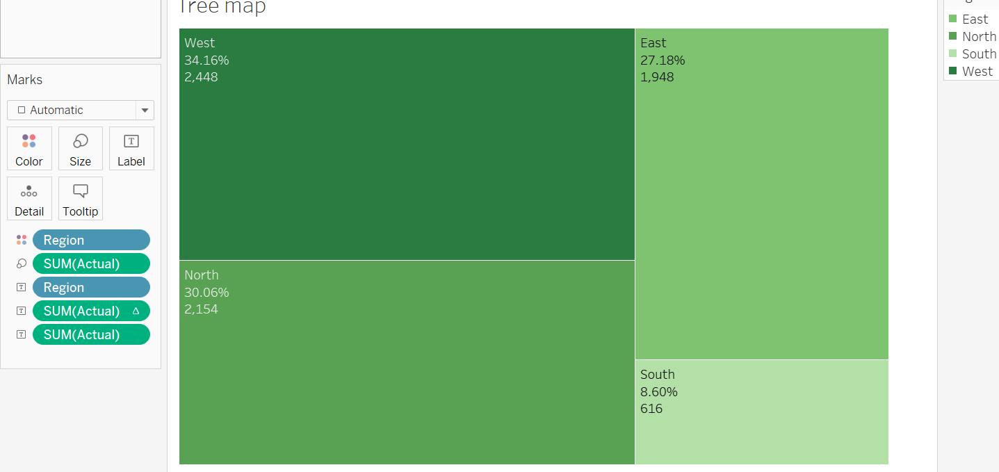 Tree map
Marks
Automatic
Color
Size
Label
Detail
Tooltip
Region
SUM(Actual)
Region
SUM(Actual) Δ
SUM(Actual)
West
34.16%
2,448
North
30.06%
2,154
East
27.18%
1,948
South
8.60%
616
East
North
South
West